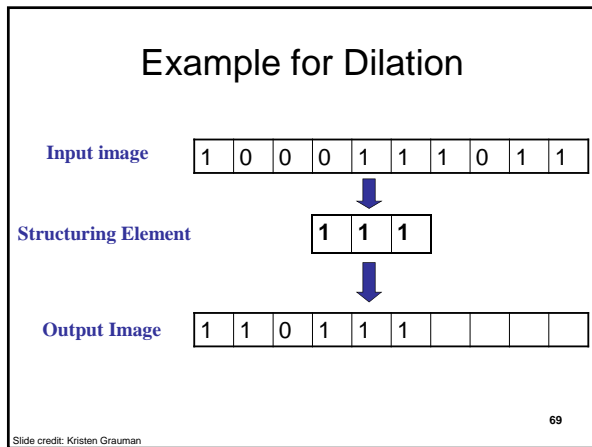 Example for Dilation
Input image 1 0 0 0 1 1 1 0 1 1
Structuring Element 1 1 1
Output Image 1 1 0 1 1 1
69
Slide credit: Kristen Grauman